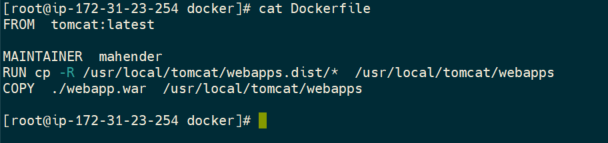 [root@ip-172-31-23-254 docker]# cat Dockerfile
FROM  tomcat:latest
MAINTAINER  mahender
RUN cp -R /usr/local/tomcat/webapps.dist/*  /usr/local/tomcat/webapps
COPY  ./webapp.war  /usr/local/tomcat/webapps
[root@ip-172-31-23-254 docker]#